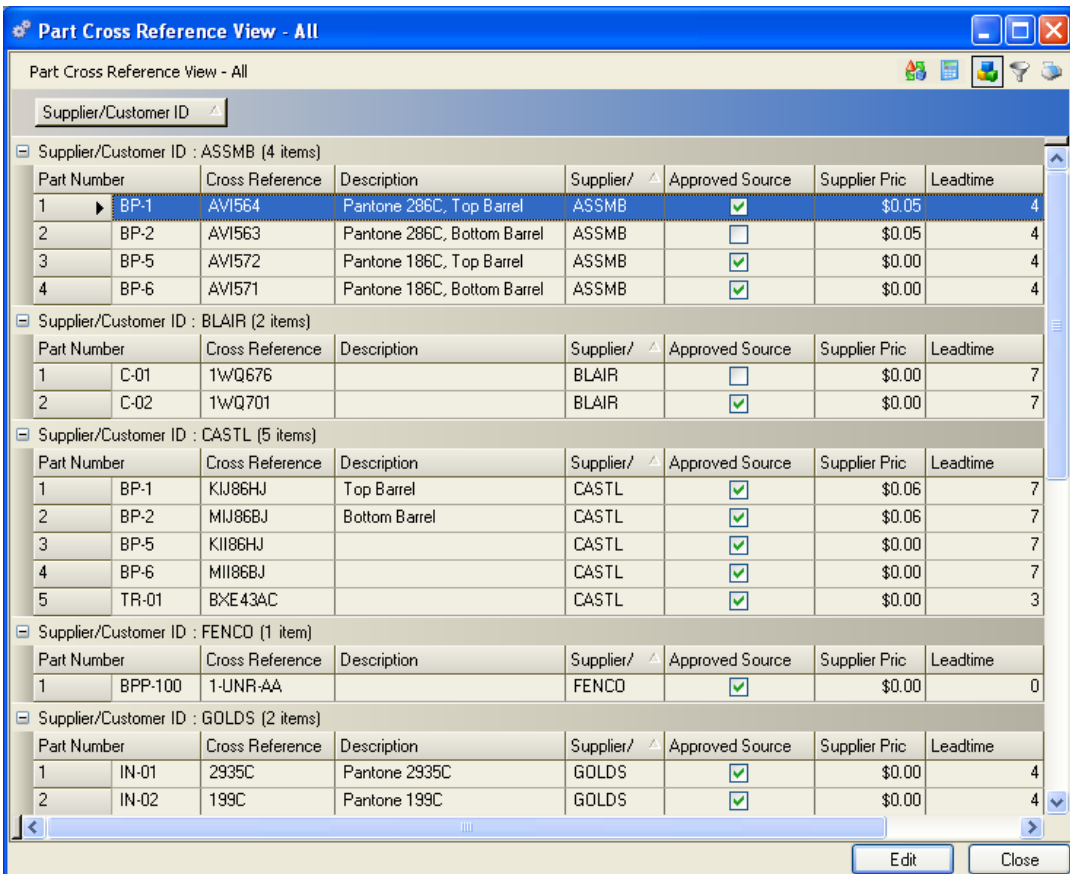 Part Cross Reference View - All
Part Cross Reference View - All
Supplier/Customer ID
Supplier/Customer ID : ASSMB (4 items)
Part Number Cross Reference Description Supplier/ Approved Source Supplier Pric Leadtime
1 BP-1 AVI564 Pantone 286C, Top Barrel ASSMB $0.05 4
2 BP-2 AVI563 Pantone 286C, Bottom Barrel ASSMB $0.05 4
3 BP-5 AVI572 Pantone 186C, Top Barrel ASSMB $0.00 4
4 BP-6 AVI571 Pantone 186C, Bottom Barrel ASSMB $0.00 4
Supplier/Customer ID : BLAIR (2 items)
Part Number Cross Reference Description Supplier/ Approved Source Supplier Pric Leadtime
1 C-01 1WQ676 BLAIR $0.00 7
2 C-02 1WQ701 BLAIR $0.00 7
Supplier/Customer ID : CASTL (5 items)
Part Number Cross Reference Description Supplier/ Approved Source Supplier Pric Leadtime
1 BP-1 KIJ86HJ Top Barrel CASTL $0.06 7
2 BP-2 MIJ86BJ Bottom Barrel CASTL $0.06 7
3 BP-5 KII86HJ CASTL $0.00 7
4 BP-6 MII86BJ CASTL $0.00 7
5 TR-01 BXE43AC CASTL $0.00 3
Supplier/Customer ID : FENCO (1 item)
Part Number Cross Reference Description Supplier/ Approved Source Supplier Pric Leadtime
1 BPP-100 1-UNR-AA FENCO $0.00 0
Supplier/Customer ID : GOLDS (2 items)
Part Number Cross Reference Description Supplier/ Approved Source Supplier Pric Leadtime
1 IN-01 2935C Pantone 2935C GOLDS $0.00 4
2 IN-02 199C Pantone 199C GOLDS $0.00 4
Edit Close